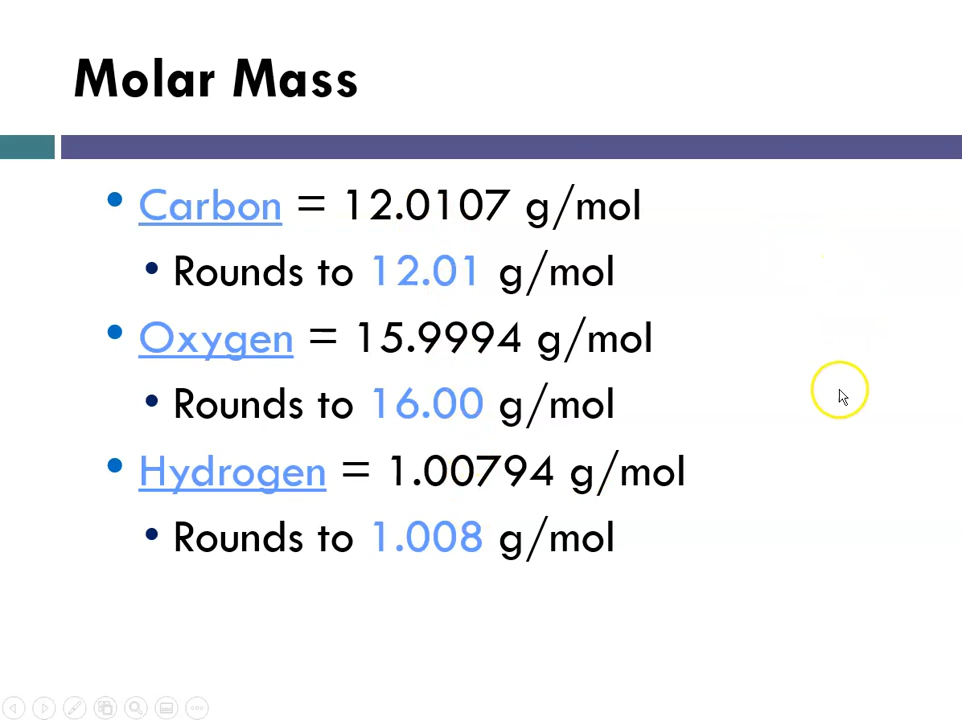 Molar Mass
• Carbon = 12.0107 g/mol
• Rounds to 12.01 g/mol
• Oxygen = 15.9994 g/mol
• Rounds to 16.00 g/mol
• Hydrogen = 1.00794 g/mol
• Rounds to 1.008 g/mol